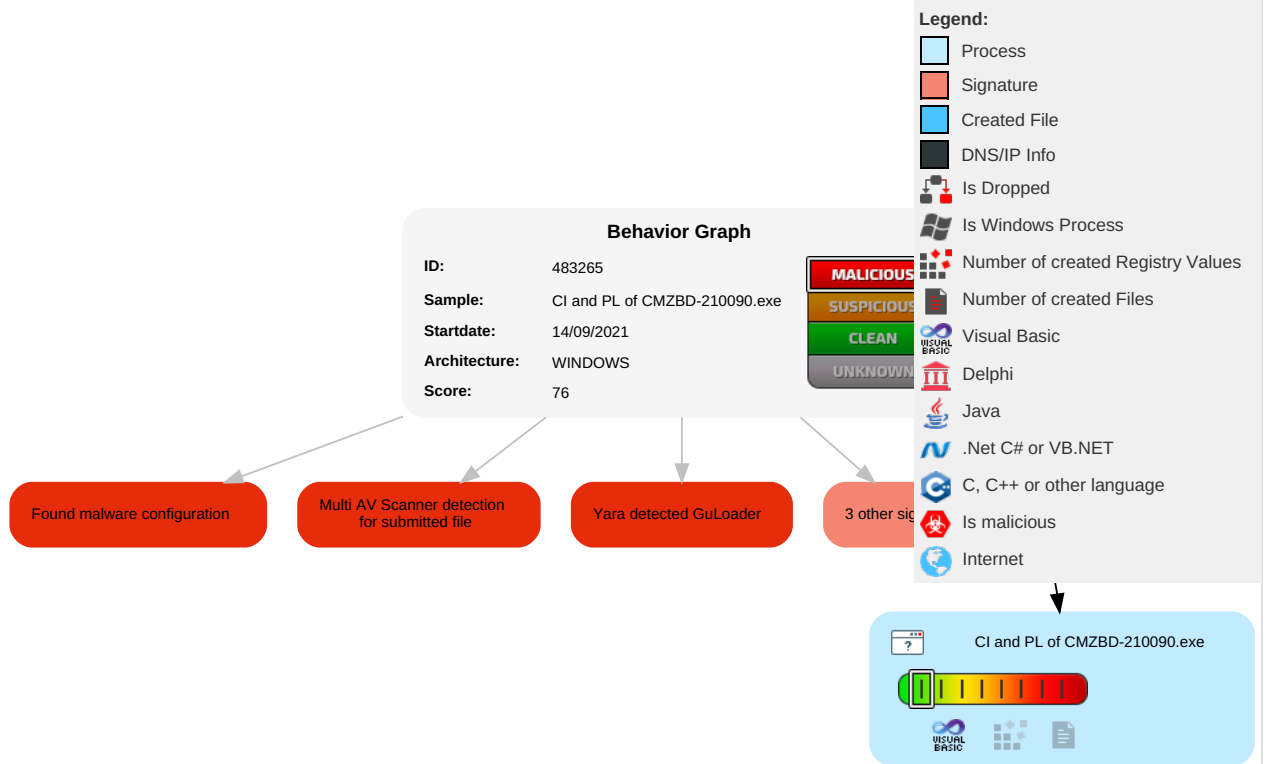 Legend:
Process
Signature
Created File
DNS/IP Info
Is Dropped
Is Windows Process
Number of created Registry Values
Number of created Files
VISUAL BASIC
Visual Basic
Delphi
Java
.Net C# or VB.NET
C, C++ or other language
Is malicious
Internet
Behavior Graph
ID: 483265
Sample: CI and PL of CMZBD-210090.exe
Startdate: 14/09/2021
Architecture: WINDOWS
Score: 76
MALICIOUS
SUSPICIOUS
CLEAN
UNKNOWN
Found malware configuration
Multi AV Scanner detection
for submitted file
Yara detected GuLoader
3 other
CI and PL of CMZBD-210090.exe
VISUAL
BASIC